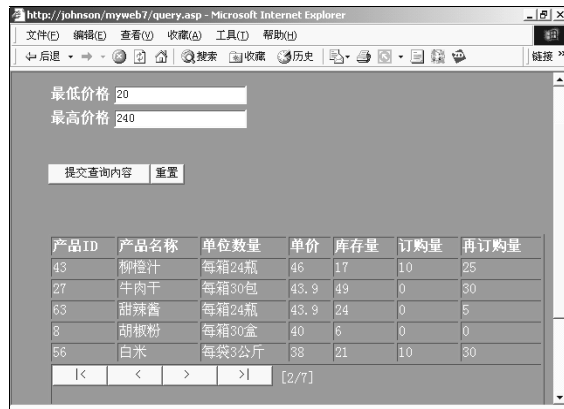 http://johnson/myweb7/query.asp - Microsoft Internet Explorer
文件(F) 编辑(E) 查看(V) 收藏(A) 工具(T) 帮助(H)
后退 搜索 收藏 历史 链接 »
最低价格 20
最高价格 240
提交查询内容 重置
产品ID 产品名称 单位数量 单价 库存量 订购量 再订购量
43 柳橙汁 每箱24瓶 46 17 10 25
27 牛肉干 每箱30包 43.9 49 0 30
63 甜辣酱 每箱24瓶 43.9 24 0 5
8 胡椒粉 每箱30盒 40 6 0 0
56 白米 每袋3公斤 38 21 10 30
|< < > >| [2/7]